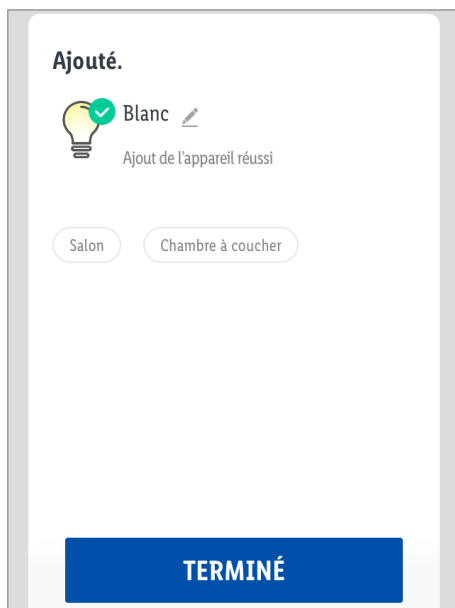 Ajouté.
Blanc
Ajout de l'appareil réussi
Salon Chambre à coucher
TERMINÉ